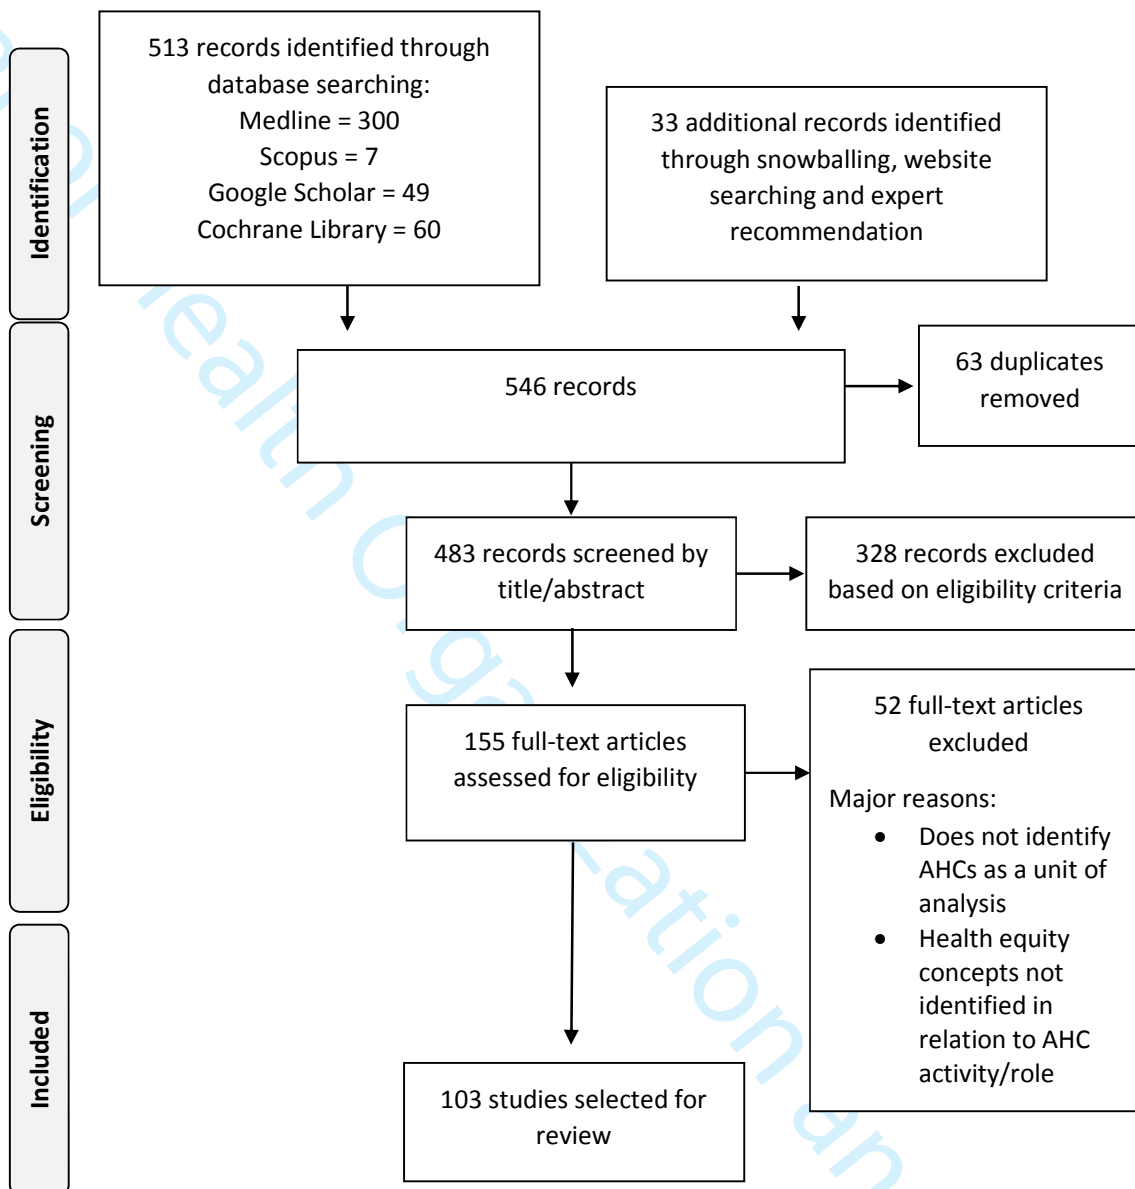 513 records identified through
database searching:
Medline = 300
Scopus = 7
Google Scholar = 49
Cochrane Library = 60
33 additional records identified
through snowballing, website
searching and expert
recommendation
Identification
546 records
63 duplicates
removed
Screening
483 records screened by
title/abstract
328 records excluded
based on eligibility criteria
155 full-text articles
assessed for eligibility
Eligibility
52 full-text articles
excluded
Major reasons:
• Does not identify
AHCs as a unit of
analysis
• Health equity
concepts not
identified in
relation to AHC
activity/role
Included
103 studies selected for
review
Health Organization an